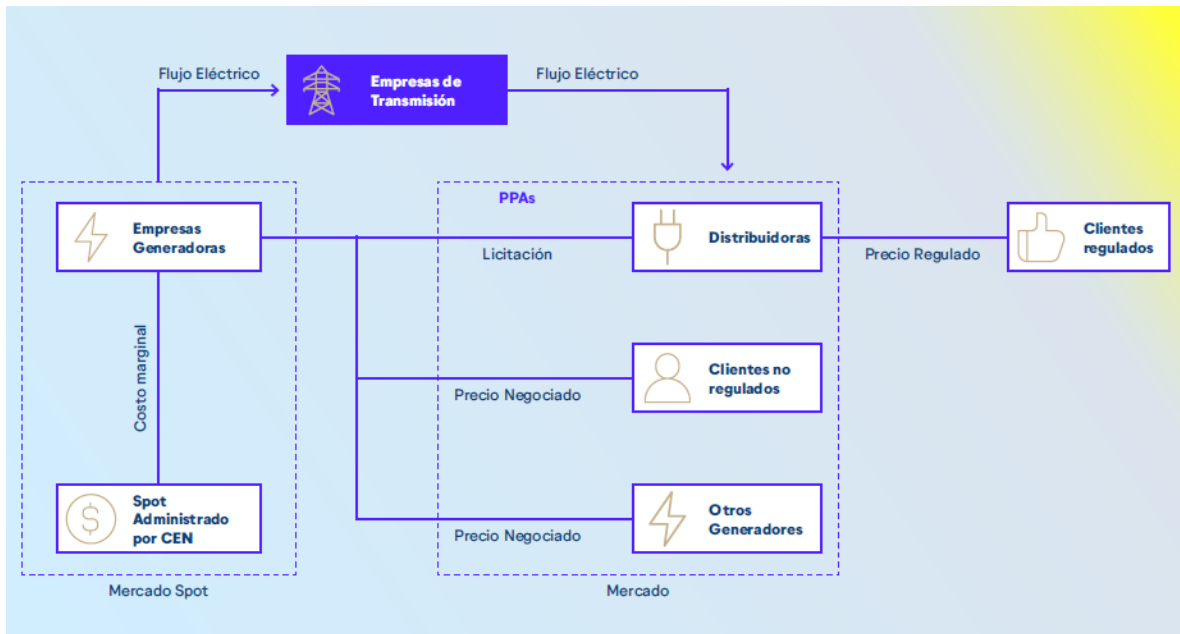 Flujo Eléctrico
Empresas de
Transmisión
Flujo Eléctrico
PPAs
Empresas
Generadoras
Licitación
Distribuidoras
Precio Regulado
Clientes
regulados
Costo marginal
Precio Negociado
Clientes no
regulados
Spot
Administrado
por CEN
Precio Negociado
Otros
Generadores
Mercado Spot
Mercado